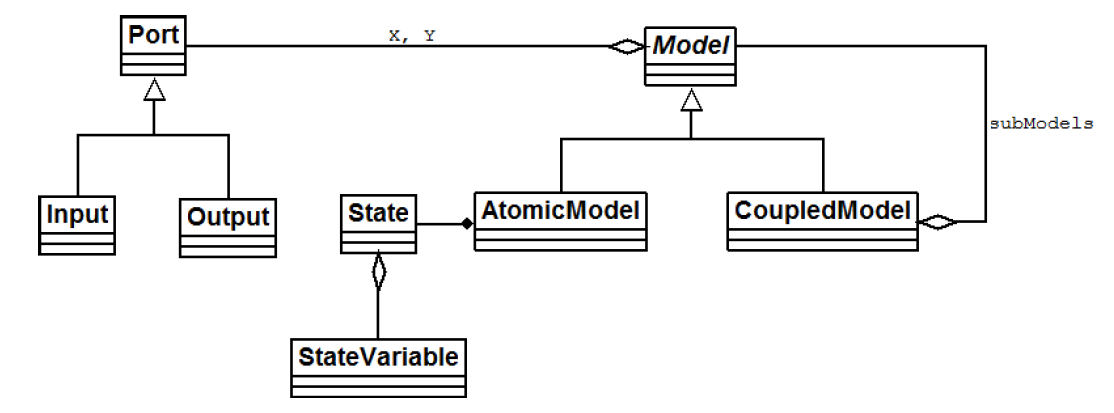 Port
X, Y
Model
subModels
Input
Output
State
AtomicModel
CoupledModel
StateVariable